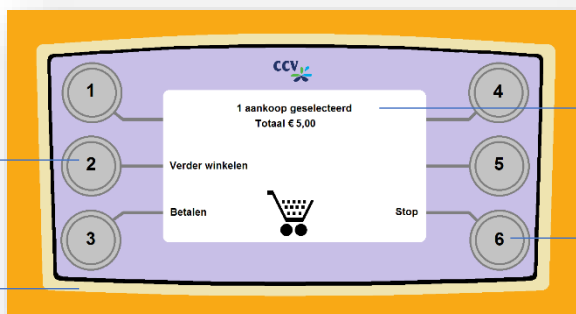 ccv
1
4
1 aankoop geselecteerd
Totaal € 5,00
2
Verder winkelen
5
3
Betalen
Stop
6